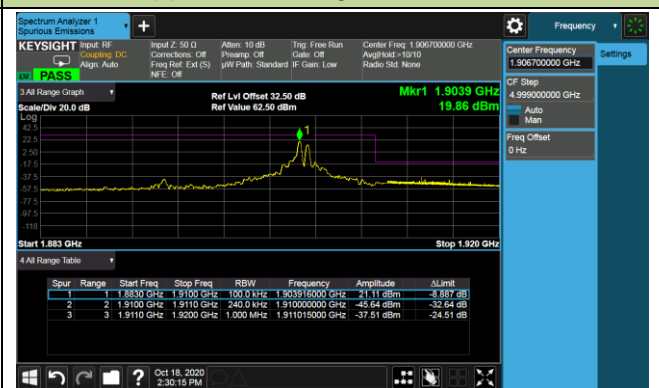 Spectrum Analyzer 1
Spurious Emissions
+
Frequency
KEYSIGHT
Input: RF
Coupling: DC
Align: Auto
Input Z: 50 Ω
Corrections: Off
Freq Ref: Ext (S)
NFE: Off
Atten: 10 dB
Preamp: Off
µW Path: Standard
Trig: Free Run
Gate: Off
IF Gain: Low
Center Freq: 1.906700000 GHz
Avg|Hold:>10/10
Radio Std: None
PASS
Center Frequency
1.906700000 GHz
Settings
CF Step
4.999000000 GHz
Auto
Man
Freq Offset
0 Hz
3 All Range Graph
Scale/Div 20.0 dB
Ref Lvl Offset 32.50 dB
Ref Value 62.50 dBm
Mkr1 1.9039 GHz
19.86 dBm
Log
42.5
22.5
2.50
-17.5
-37.5
-57.5
-77.5
-97.5
-118
1
Start 1.883 GHz
Stop 1.920 GHz
4 All Range Table
Spur Range Start Freq Stop Freq RBW Frequency Amplitude ΔLimit
1 1 1.8830 GHz 1.9100 GHz 100.0 kHz 1.903916000 GHz 21.11 dBm -8.887 dB
2 2 1.9100 GHz 1.9110 GHz 240.0 kHz 1.910000000 GHz -45.64 dBm -32.64 dB
3 3 1.9110 GHz 1.9200 GHz 1.000 MHz 1.911015000 GHz -37.51 dBm -24.51 dB
?
Oct 18, 2020
2:30:15 PM